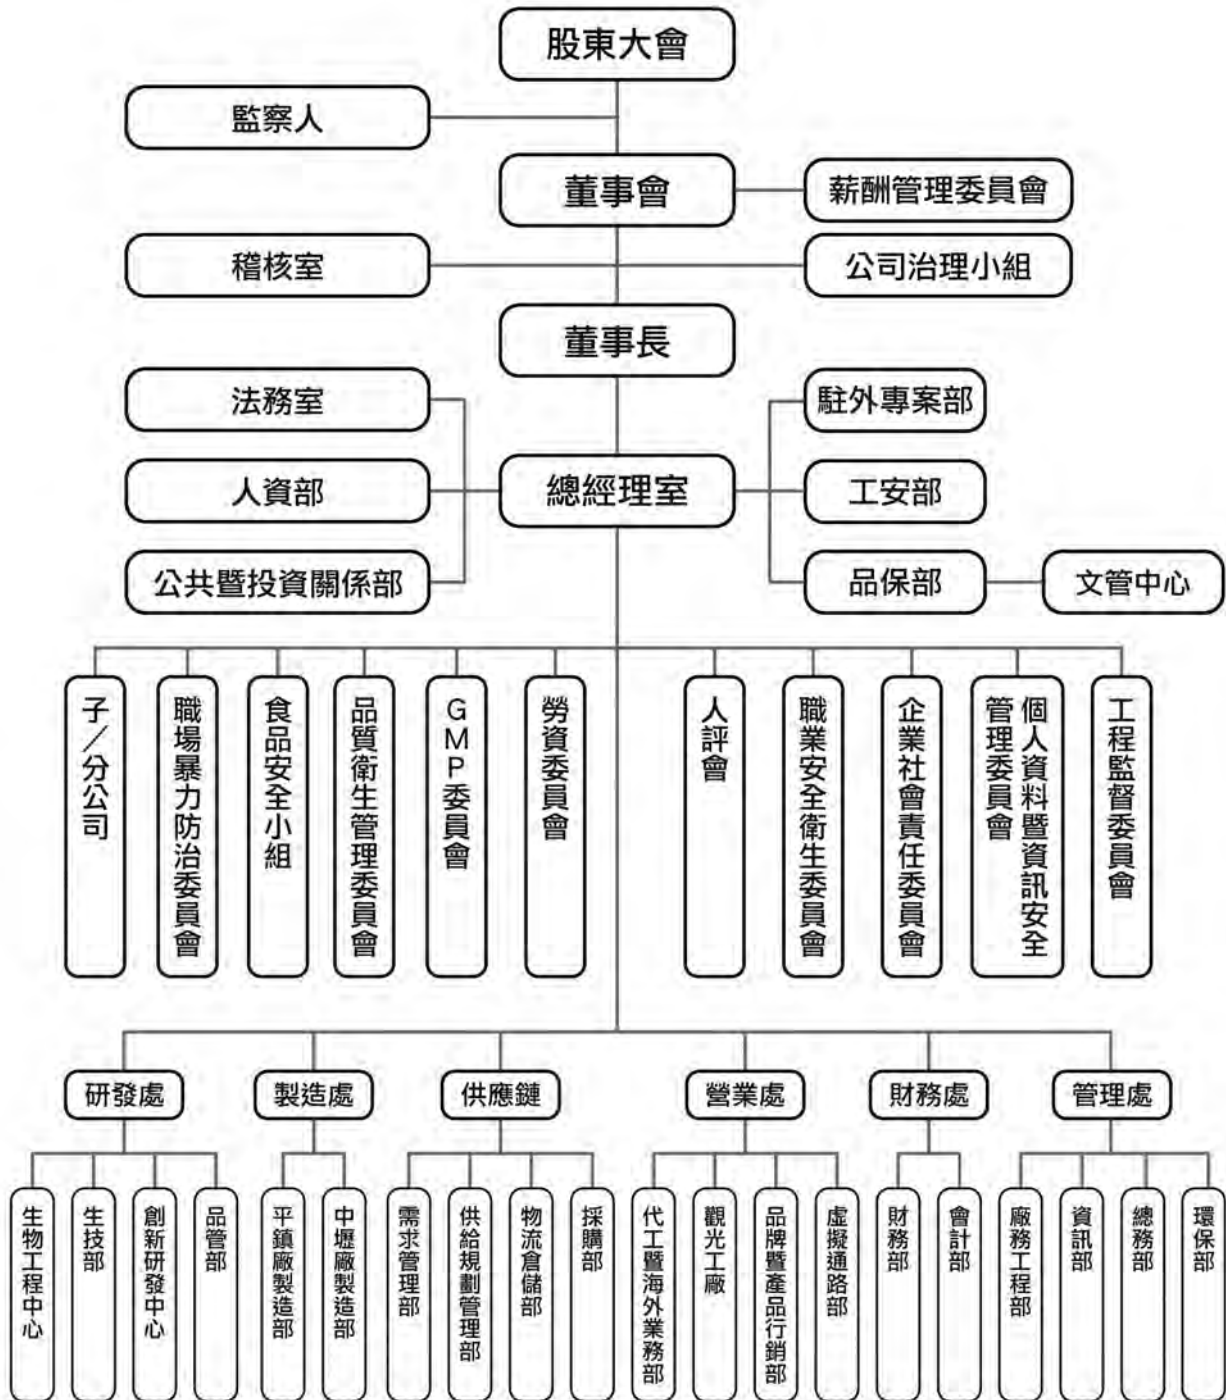 股東大會
監察人
董事會
薪酬管理委員會
稽核室
公司治理小組
董事長
法務室
駐外專案部
人資部
總經理室
工安部
公共暨投資關係部
品保部
文管中心
子/分公司
職場暴力防治委員會
食品安全小組
品質衛生管理委員會
GMP委員會
勞資委員會
人評會
職業安全衛生委員會
企業社會責任委員會
個人資料暨資訊安全
管理委員會
工程監督委員會
研發處
製造處
供應鏈
營業處
財務處
管理處
生物工程中心
生技部
創新研發中心
品管部
平鎮廠製造部
中壢廠製造部
需求管理部
供給規劃管理部
物流倉儲部
採購部
代工暨海外業務部
觀光工廠
品牌暨產品行銷部
虛擬通路部
財務部
會計部
廠務工程部
資訊部
總務部
環保部